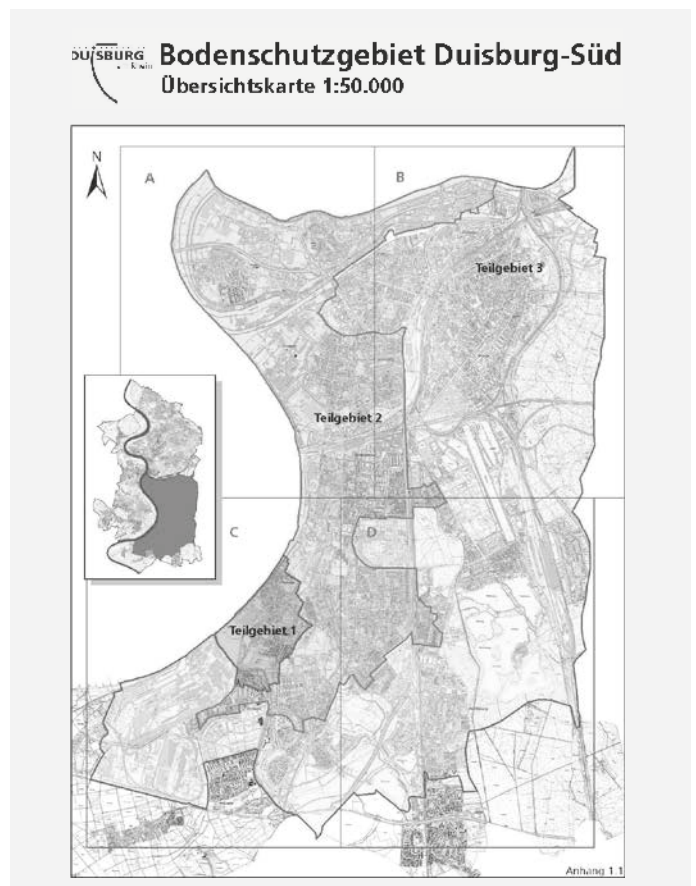 DUISBURG
Bodenschutzgebiet Duisburg-Süd
Übersichtskarte 1:50.000
N
A
B
Teilgebiet 3
Teilgebiet 2
C
D
Teilgebiet 1
Anhang 1.1